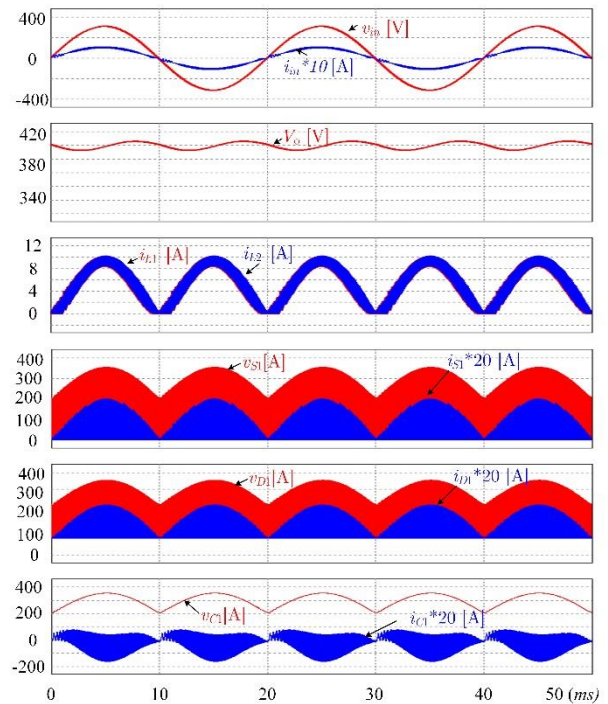 400
v_in [V]
0
i_in*10 [A]
-400
420
V_o [V]
380
340
12
i_L1 [A]
i_L2 [A]
8
4
0
400
v_S1[A]
i_S1*20 [A]
300
200
100
0
400
v_D1[A]
i_D1*20 [A]
300
200
100
0
400
200
v_C1[A]
i_C1*20 [A]
0
-200
0 10 20 30 40 50 (ms)